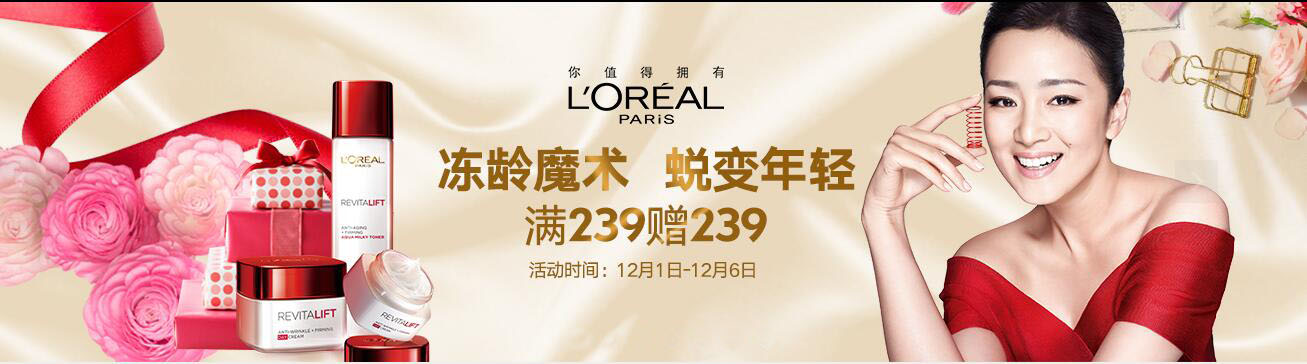 你值得拥有
L'ORÉAL
PARIS
冻龄魔术 蜕变年轻
满239赠239
活动时间：12月1日-12月6日
L'ORÉAL
PARIS
REVITALIFT
ANTI-AGING
+ FIRMING
AQUA MILKY TONER
REVITALIFT
ANTI-WRINKLE + FIRMING
DAY CREAM
REVITALIFT